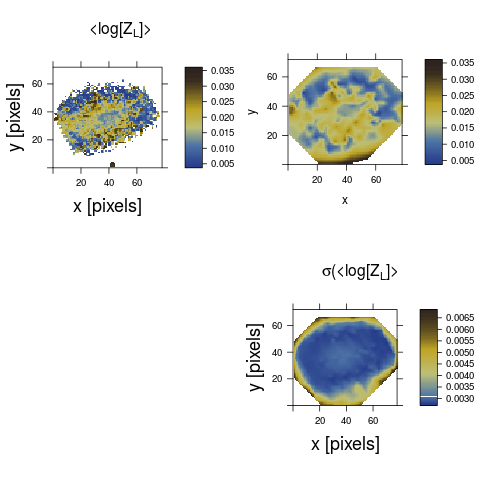 <log[Z_L]>
60
40
20
y [pixels]
20 40 60
x [pixels]
0.035
0.030
0.025
0.020
0.015
0.010
0.005
60
40
20
y
20 40 60
x
0.035
0.030
0.025
0.020
0.015
0.010
0.005
σ(<log[Z_L]>
60
40
20
y [pixels]
20 40 60
x [pixels]
0.0065
0.0060
0.0055
0.0050
0.0045
0.0040
0.0035
0.0030